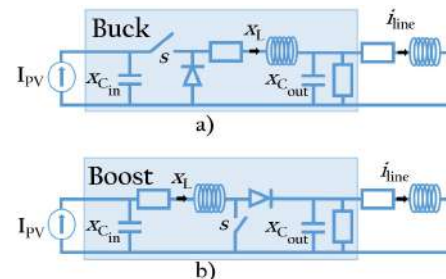 Buck
i_line
s
x_L
I_PV
x_C_in
x_C_out
a)
Boost
i_line
x_L
I_PV
x_C_in
s
x_C_out
b)